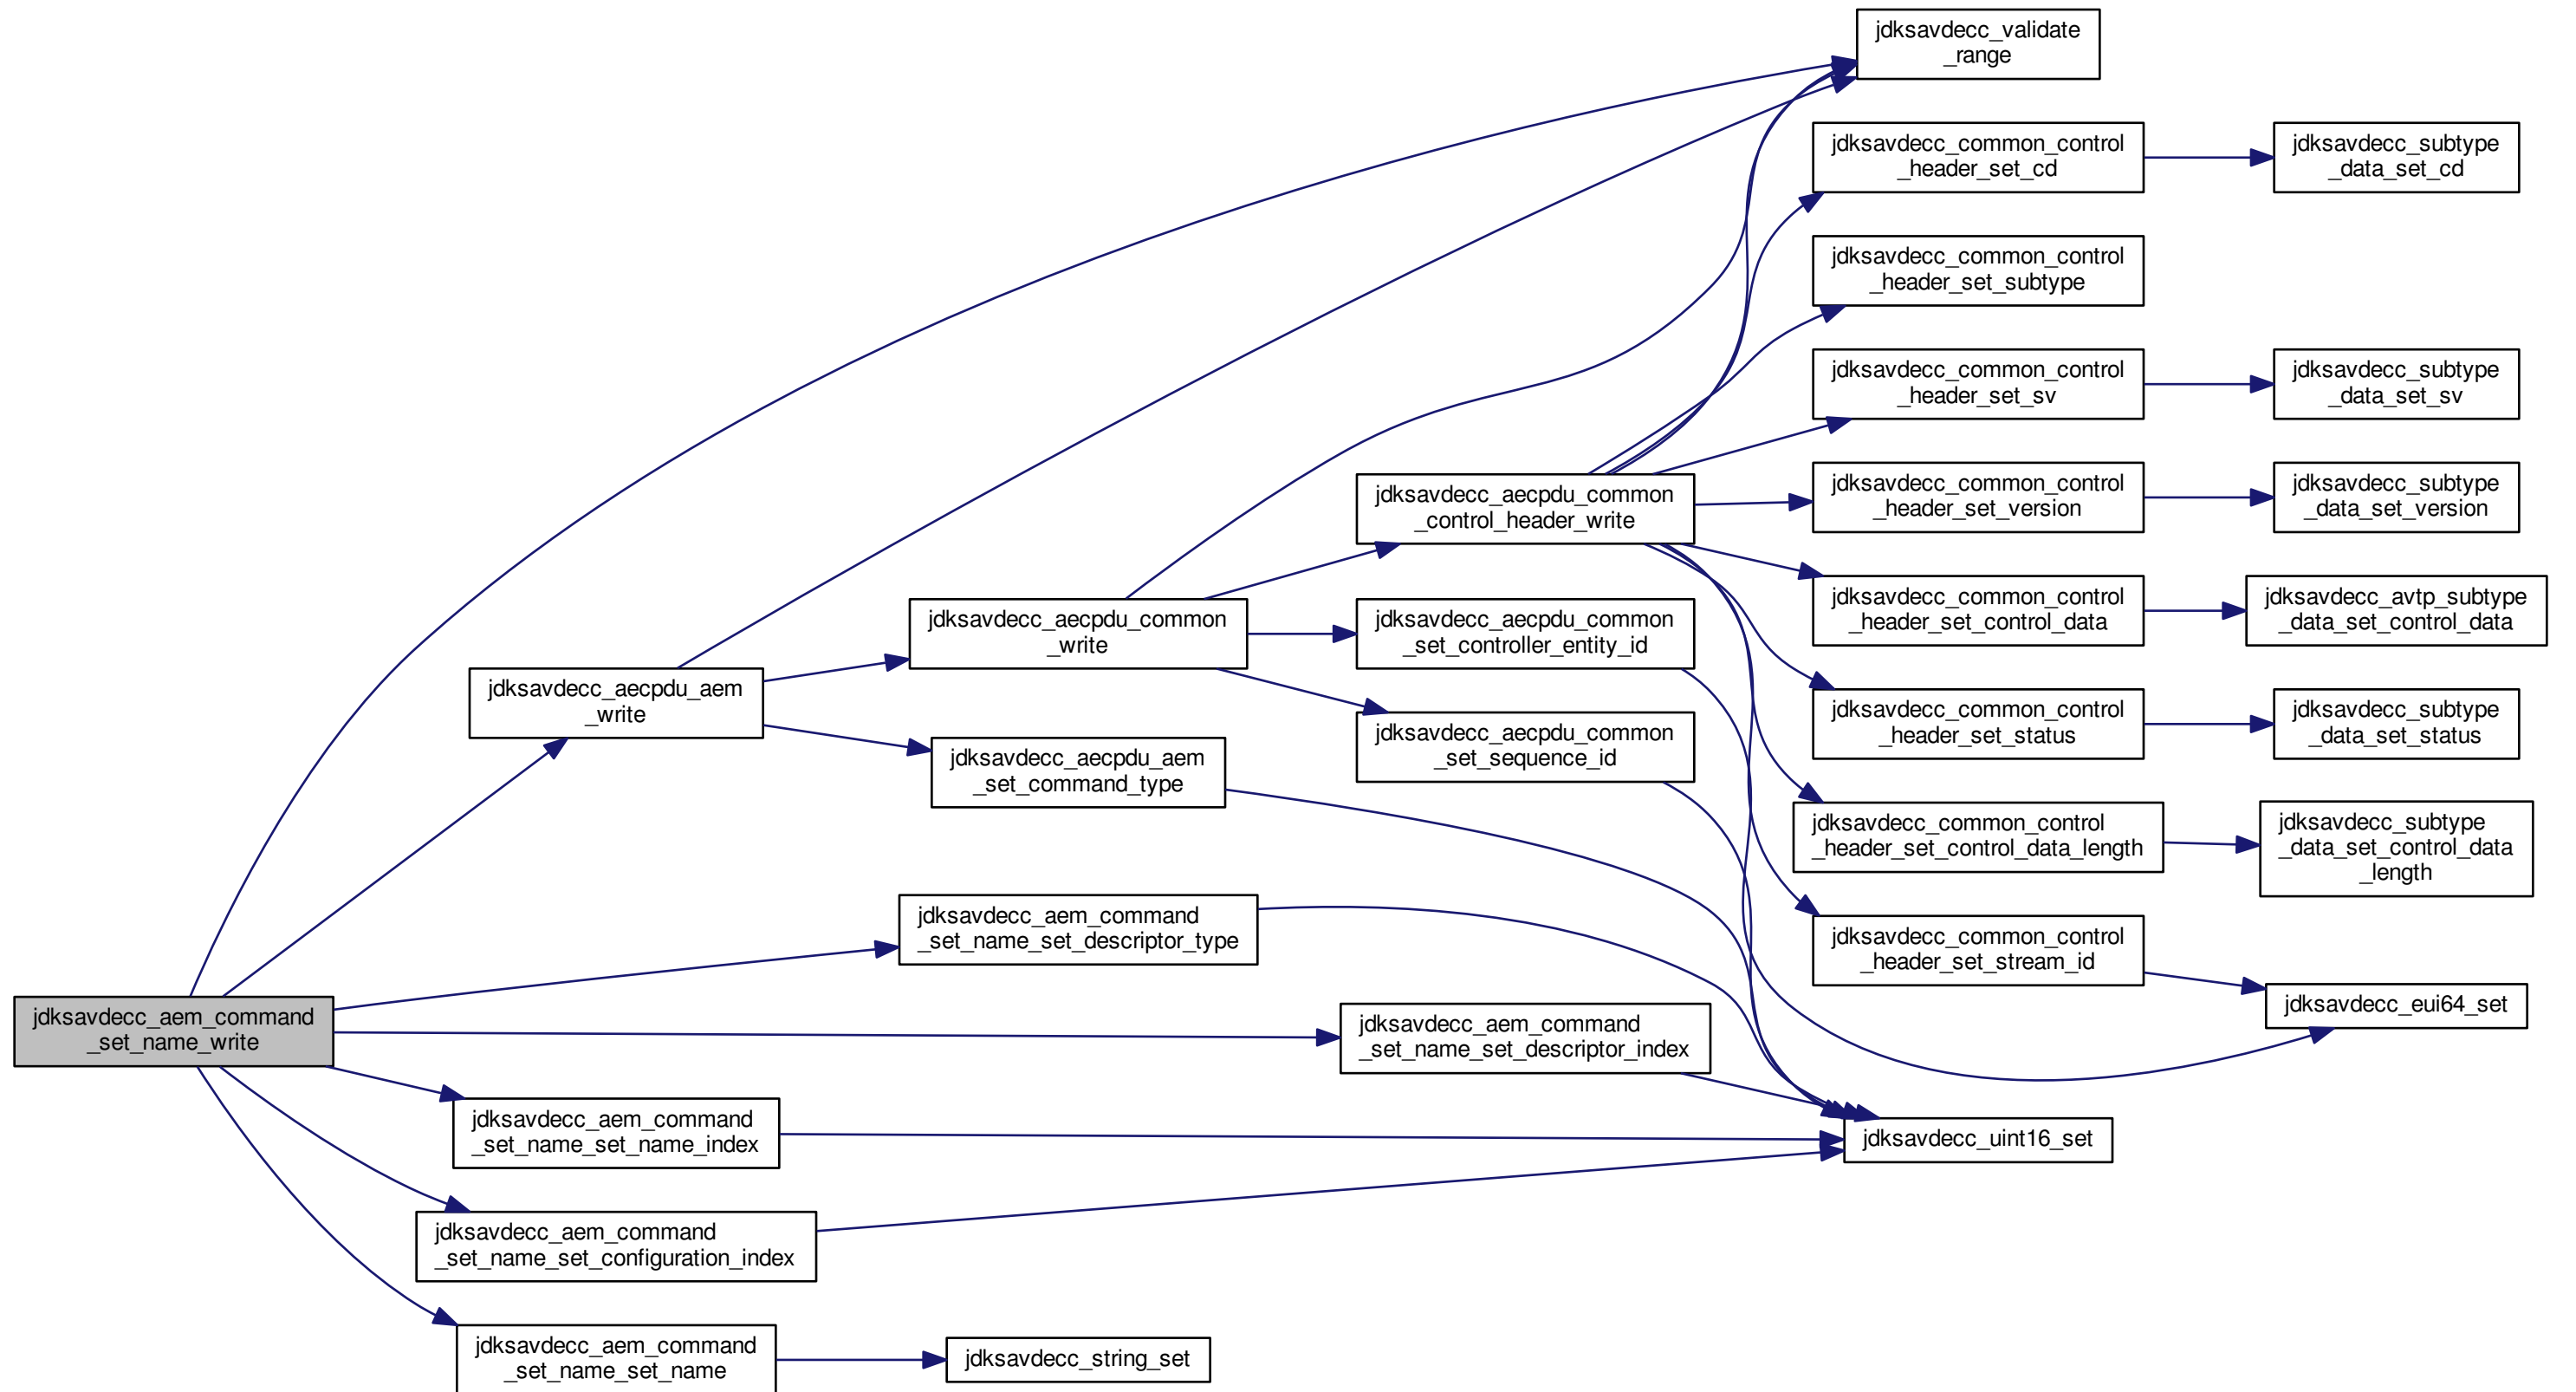 jdksavdecc_aem_command
_set_name_write
jdksavdecc_aecpdu_aem
_write
jdksavdecc_aem_command
_set_name_set_name_index
jdksavdecc_aem_command
_set_name_set_configuration_index
jdksavdecc_aem_command
_set_name_set_name
jdksavdecc_aecpdu_common
_write
jdksavdecc_aecpdu_aem
_set_command_type
jdksavdecc_aem_command
_set_name_set_descriptor_type
jdksavdecc_string_set
jdksavdecc_aecpdu_common
_control_header_write
jdksavdecc_aecpdu_common
_set_controller_entity_id
jdksavdecc_aecpdu_common
_set_sequence_id
jdksavdecc_aem_command
_set_name_set_descriptor_index
jdksavdecc_validate
_range
jdksavdecc_common_control
_header_set_cd
jdksavdecc_common_control
_header_set_subtype
jdksavdecc_common_control
_header_set_sv
jdksavdecc_common_control
_header_set_version
jdksavdecc_common_control
_header_set_control_data
jdksavdecc_common_control
_header_set_status
jdksavdecc_common_control
_header_set_control_data_length
jdksavdecc_common_control
_header_set_stream_id
jdksavdecc_uint16_set
jdksavdecc_subtype
_data_set_cd
jdksavdecc_subtype
_data_set_sv
jdksavdecc_subtype
_data_set_version
jdksavdecc_avtp_subtype
_data_set_control_data
jdksavdecc_subtype
_data_set_status
jdksavdecc_subtype
_data_set_control_data
_length
jdksavdecc_eui64_set